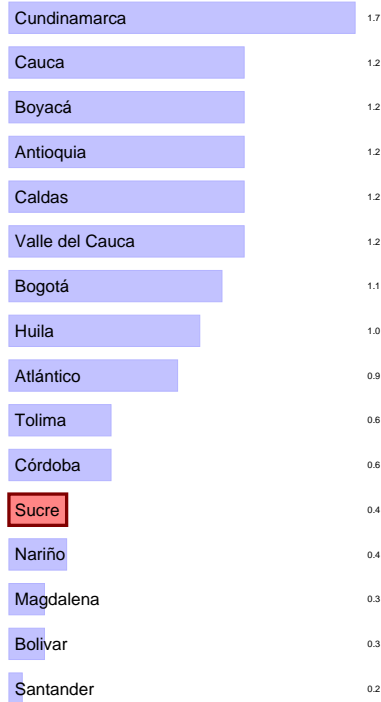 Cundinamarca 1.7
Cauca 1.2
Boyacá 1.2
Antioquia 1.2
Caldas 1.2
Valle del Cauca 1.2
Bogotá 1.1
Huila 1.0
Atlántico 0.9
Tolima 0.6
Córdoba 0.6
Sucre 0.4
Nariño 0.4
Magdalena 0.3
Bolivar 0.3
Santander 0.2